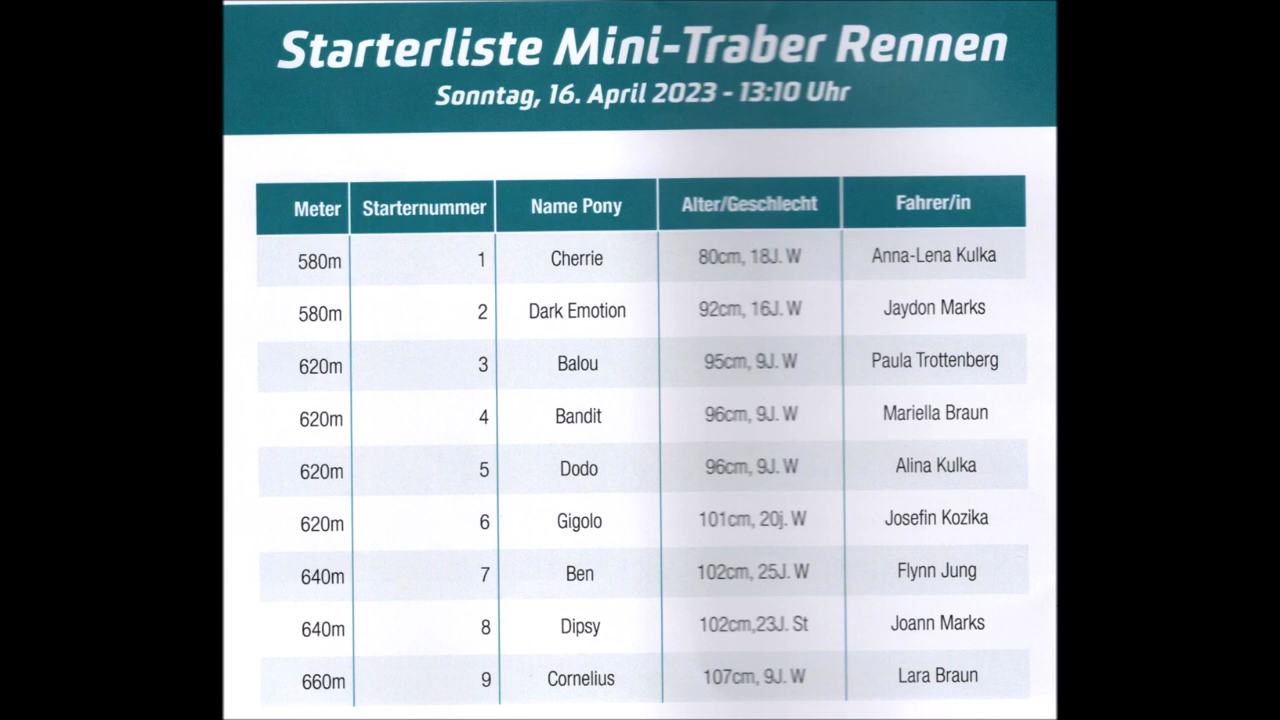 Starterliste Mini-Traber Rennen
Sonntag, 16. April 2023 - 13:10 Uhr
Meter Starternummer Name Pony Alter/Geschlecht Fahrer/in
580m 1 Cherrie 80cm, 18J. W Anna-Lena Kulka
580m 2 Dark Emotion 92cm, 16J. W Jaydon Marks
620m 3 Balou 95cm, 9J. W Paula Trottenberg
620m 4 Bandit 96cm, 9J. W Mariella Braun
620m 5 Dodo 96cm, 9J. W Alina Kulka
620m 6 Gigolo 101cm, 20j. W Josefin Kozika
640m 7 Ben 102cm, 25J. W Flynn Jung
640m 8 Dipsy 102cm,23J. St Joann Marks
660m 9 Cornelius 107cm, 9J. W Lara Braun